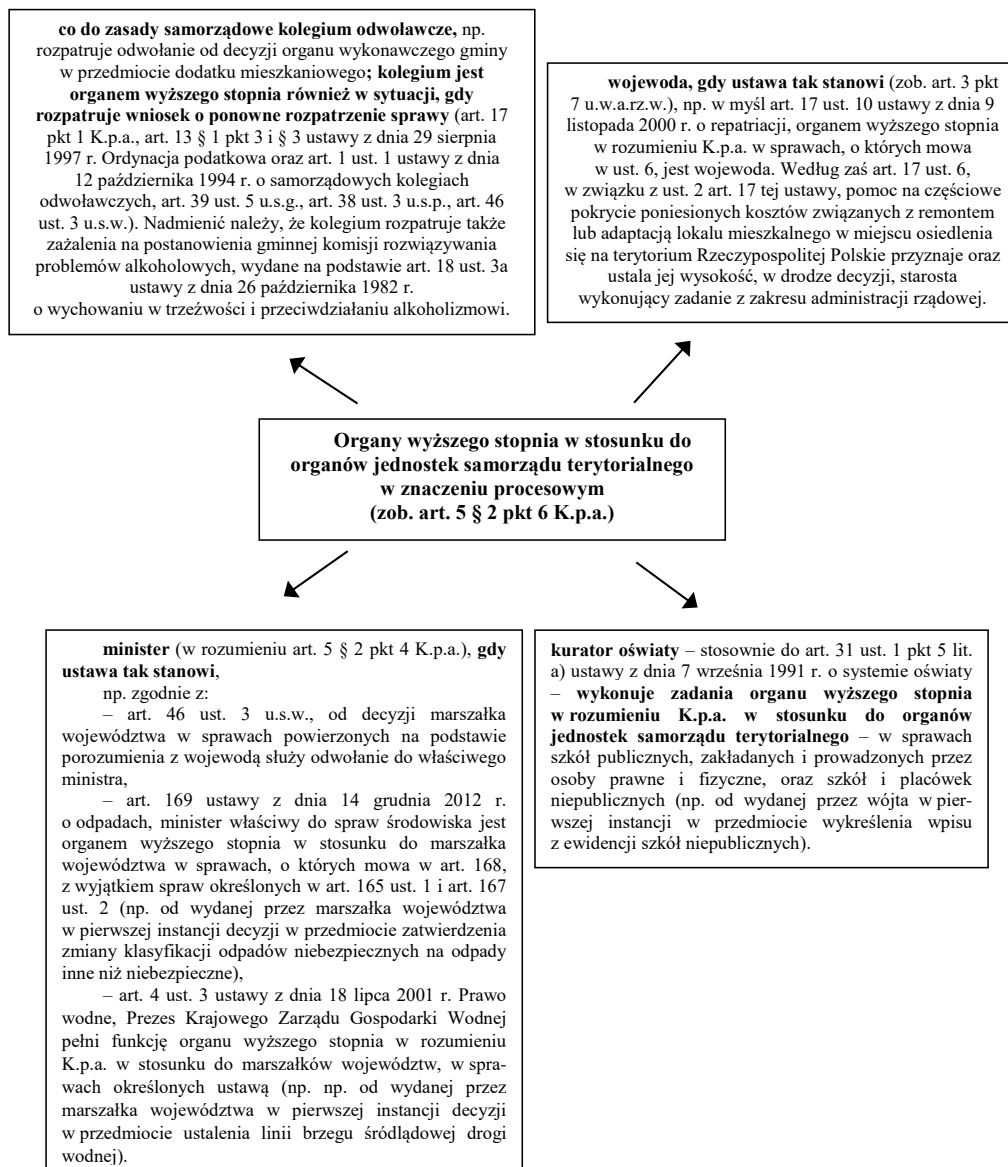 co do zasady samorządowe kolegium odwoławcze, np.
rozpatruje odwołanie od decyzji organu wykonawczego gminy
w przedmiocie dodatku mieszkaniowego; kolegium jest
organem wyższego stopnia również w sytuacji, gdy
rozpatruje wniosek o ponowne rozpatrzenie sprawy (art. 17
pkt 1 K.p.a., art. 13 § 1 pkt 3 i § 3 ustawy z dnia 29 sierpnia
1997 r. Ordynacja podatkowa oraz art. 1 ust. 1 ustawy z dnia
12 października 1994 r. o samorządowych kolegiach
odwoławczych, art. 39 ust. 5 u.s.g., art. 38 ust. 3 u.s.p., art. 46
ust. 3 u.s.w.). Nadmienić należy, że kolegium rozpatruje także
zażalenia na postanowienia gminnej komisji rozwiązywania
problemów alkoholowych, wydane na podstawie art. 18 ust. 3a
ustawy z dnia 26 października 1982 r.
o wychowaniu w trzeźwości i przeciwdziałaniu alkoholizmowi.
wojewoda, gdy ustawa tak stanowi (zob. art. 3 pkt
7 u.w.a.rz.w.), np. w myśl art. 17 ust. 10 ustawy z dnia 9
listopada 2000 r. o repatriacji, organem wyższego stopnia
w rozumieniu K.p.a. w sprawach, o których mowa
w ust. 6, jest wojewoda. Według zaś art. 17 ust. 6,
w związku z ust. 2 art. 17 tej ustawy, pomoc na częściowe
pokrycie poniesionych kosztów związanych z remontem
lub adaptacją lokalu mieszkalnego w miejscu osiedlenia
się na terytorium Rzeczypospolitej Polskie przyznaje oraz
ustala jej wysokość, w drodze decyzji, starosta
wykonujący zadanie z zakresu administracji rządowej.
Organy wyższego stopnia w stosunku do
organów jednostek samorządu terytorialnego
w znaczeniu procesowym
(zob. art. 5 § 2 pkt 6 K.p.a.)
minister (w rozumieniu art. 5 § 2 pkt 4 K.p.a.), gdy
ustawa tak stanowi,
np. zgodnie z:
– art. 46 ust. 3 u.s.w., od decyzji marszałka
województwa w sprawach powierzonych na podstawie
porozumienia z wojewodą służy odwołanie do właściwego
ministra,
– art. 169 ustawy z dnia 14 grudnia 2012 r.
o odpadach, minister właściwy do spraw środowiska jest
organem wyższego stopnia w stosunku do marszałka
województwa w sprawach, o których mowa w art. 168,
z wyjątkiem spraw określonych w art. 165 ust. 1 i art. 167
ust. 2 (np. od wydanej przez marszałka województwa
w pierwszej instancji decyzji w przedmiocie zatwierdzenia
zmiany klasyfikacji odpadów niebezpiecznych na odpady
inne niż niebezpieczne),
– art. 4 ust. 3 ustawy z dnia 18 lipca 2001 r. Prawo
wodne, Prezes Krajowego Zarządu Gospodarki Wodnej
pełni funkcję organu wyższego stopnia w rozumieniu
K.p.a. w stosunku do marszałków województw, w spra-
wach określonych ustawą (np. np. od wydanej przez
marszałka województwa w pierwszej instancji decyzji
w przedmiocie ustalenia linii brzegu śródlądowej drogi
wodnej).
kurator oświaty – stosownie do art. 31 ust. 1 pkt 5 lit.
a) ustawy z dnia 7 września 1991 r. o systemie oświaty
– wykonuje zadania organu wyższego stopnia
w rozumieniu K.p.a. w stosunku do organów
jednostek samorządu terytorialnego – w sprawach
szkół publicznych, zakładanych i prowadzonych przez
osoby prawne i fizyczne, oraz szkół i placówek
niepublicznych (np. od wydanej przez wójta w pier-
wszej instancji w przedmiocie wykreślenia wpisu
z ewidencji szkół niepublicznych).